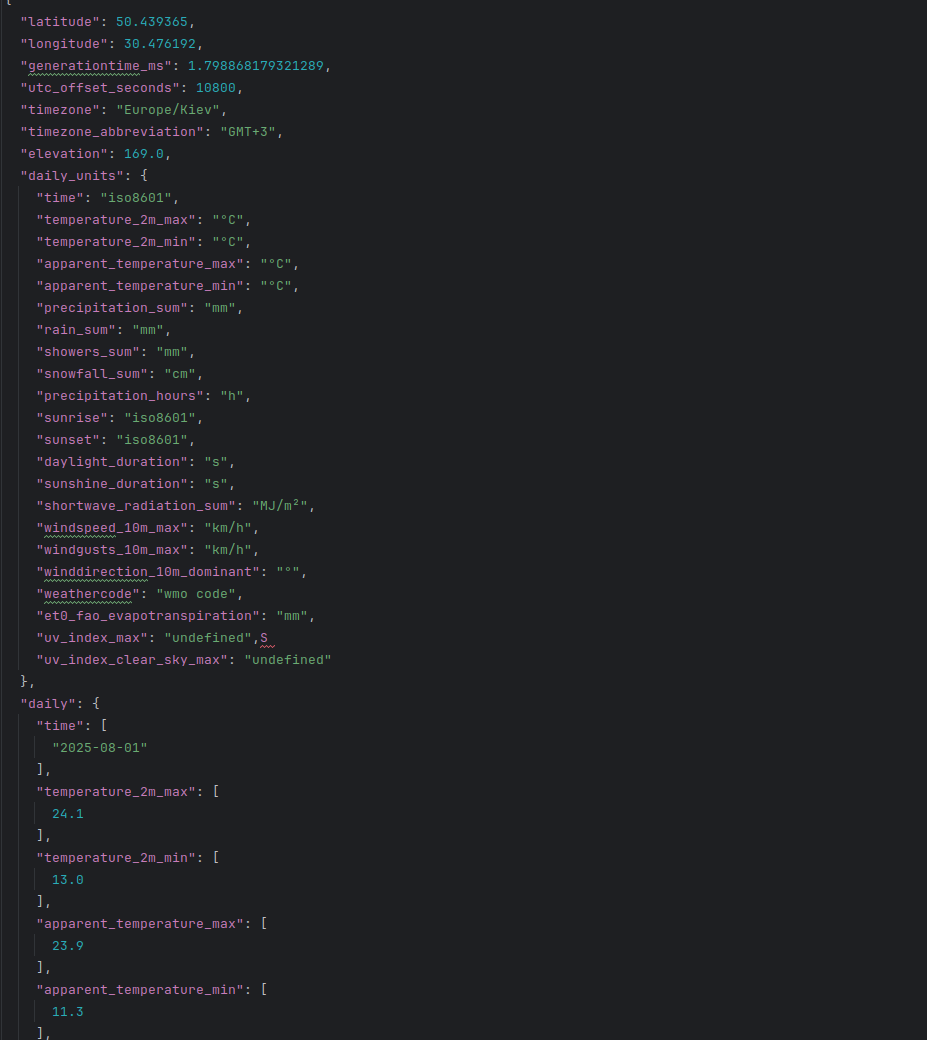 {
"latitude": 50.439365,
"longitude": 30.476192,
"generationtime_ms": 1.798868179321289,
"utc_offset_seconds": 10800,
"timezone": "Europe/Kiev",
"timezone_abbreviation": "GMT+3",
"elevation": 169.0,
"daily_units": {
"time": "iso8601",
"temperature_2m_max": "°C",
"temperature_2m_min": "°C",
"apparent_temperature_max": "°C",
"apparent_temperature_min": "°C",
"precipitation_sum": "mm",
"rain_sum": "mm",
"showers_sum": "mm",
"snowfall_sum": "cm",
"precipitation_hours": "h",
"sunrise": "iso8601",
"sunset": "iso8601",
"daylight_duration": "s",
"sunshine_duration": "s",
"shortwave_radiation_sum": "MJ/m²",
"windspeed_10m_max": "km/h",
"windgusts_10m_max": "km/h",
"winddirection_10m_dominant": "°",
"weathercode": "wmo code",
"et0_fao_evapotranspiration": "mm",
"uv_index_max": "undefined",S
"uv_index_clear_sky_max": "undefined"
},
"daily": {
"time": [
"2025-08-01"
],
"temperature_2m_max": [
24.1
],
"temperature_2m_min": [
13.0
],
"apparent_temperature_max": [
23.9
],
"apparent_temperature_min": [
11.3
],